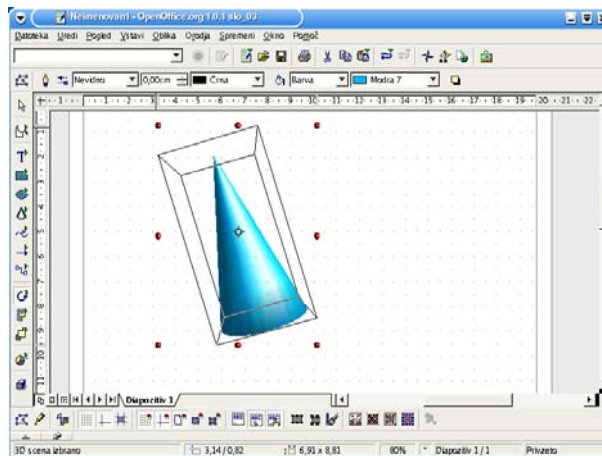 Neimenovan1 - OpenOffice.org 1.0.1 slo_03
Datoteka Uredi Pogled Vstavi Oblika Orodja Spremeni Okno Pomoč
Nevidno 0,00cm Črna Barva Modra 7
Diapozitiv 1
3D scena izbrano 3,14 / 0,82 6,91 x 8,81 80% * Diapozitiv 1 / 1 Privzeto